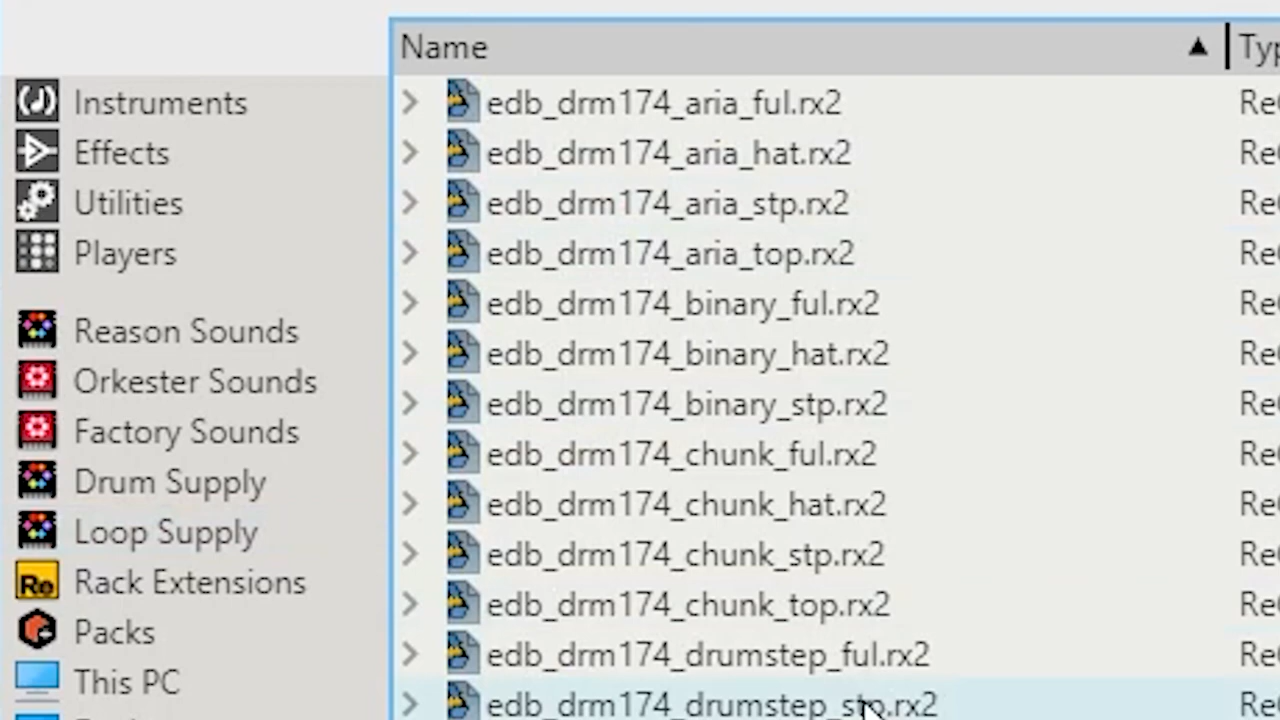 Name
Typ
Instruments
Effects
Utilities
Players
Reason Sounds
Orkester Sounds
Factory Sounds
Drum Supply
Loop Supply
Re Rack Extensions
Packs
This PC
edb_drm174_aria_ful.rx2
edb_drm174_aria_hat.rx2
edb_drm174_aria_stp.rx2
edb_drm174_aria_top.rx2
edb_drm174_binary_ful.rx2
edb_drm174_binary_hat.rx2
edb_drm174_binary_stp.rx2
edb_drm174_chunk_ful.rx2
edb_drm174_chunk_hat.rx2
edb_drm174_chunk_stp.rx2
edb_drm174_chunk_top.rx2
edb_drm174_drumstep_ful.rx2
edb_drm174_drumstep_stp.rx2